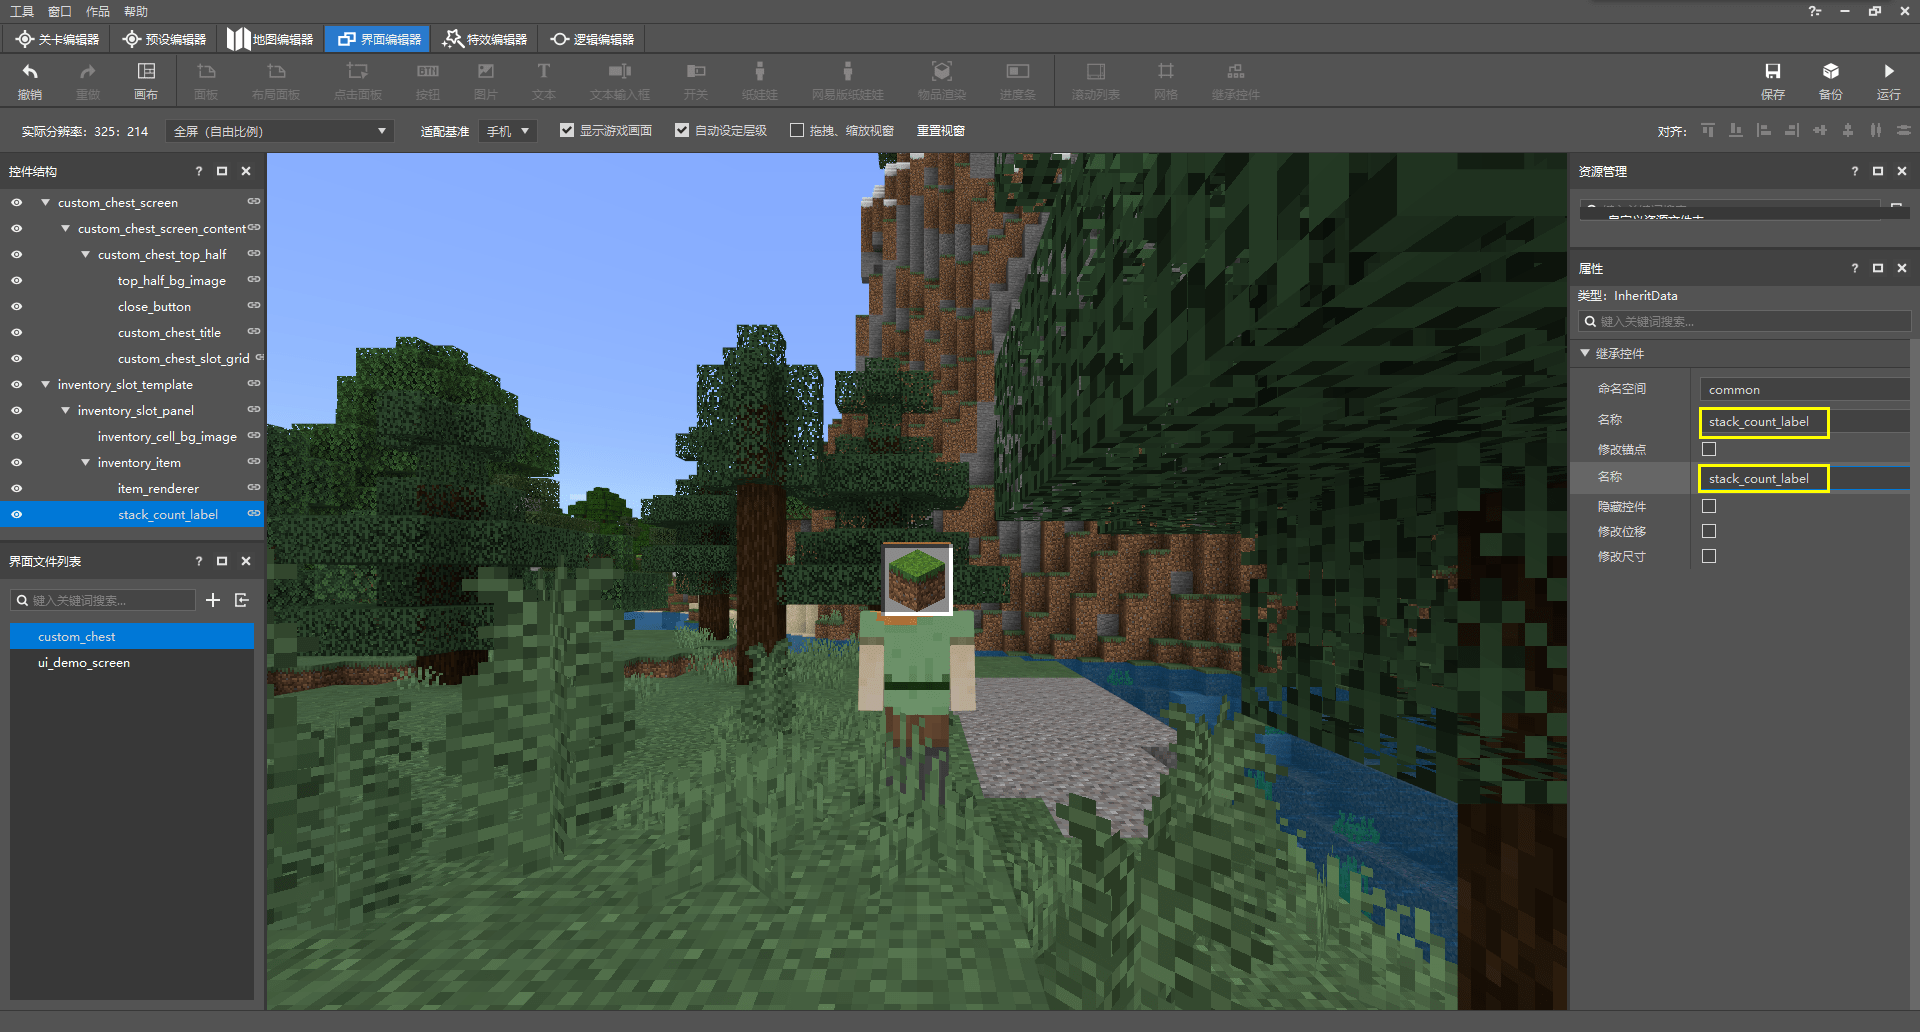 工具 窗口 作品 帮助
关卡编辑器 预设编辑器 地图编辑器 界面编辑器 特效编辑器 逻辑编辑器
撤销 重做 画布 面板 布局面板 点击面板 按钮 图片 文本 文本输入框 开关 纸娃娃 网易版纸娃娃 物品渲染 进度条 滚动列表 网格 继承控件 保存 备份 运行
实际分辨率: 325: 214 全屏（自由比例） 适配基准 手机 显示游戏画面 自动设定层级 拖拽、缩放视窗 重置视窗 对齐:
控件结构
custom_chest_screen
custom_chest_screen_content
custom_chest_top_half
top_half_bg_image
close_button
custom_chest_title
custom_chest_slot_grid
inventory_slot_template
inventory_slot_panel
inventory_cell_bg_image
inventory_item
item_renderer
stack_count_label
界面文件列表
键入关键词搜索...
custom_chest
ui_demo_screen
资源管理
属性
类型: InheritData
键入关键词搜索...
继承控件
命名空间 common
名称 stack_count_label
修改锚点
名称 stack_count_label
隐藏控件
修改位移
修改尺寸